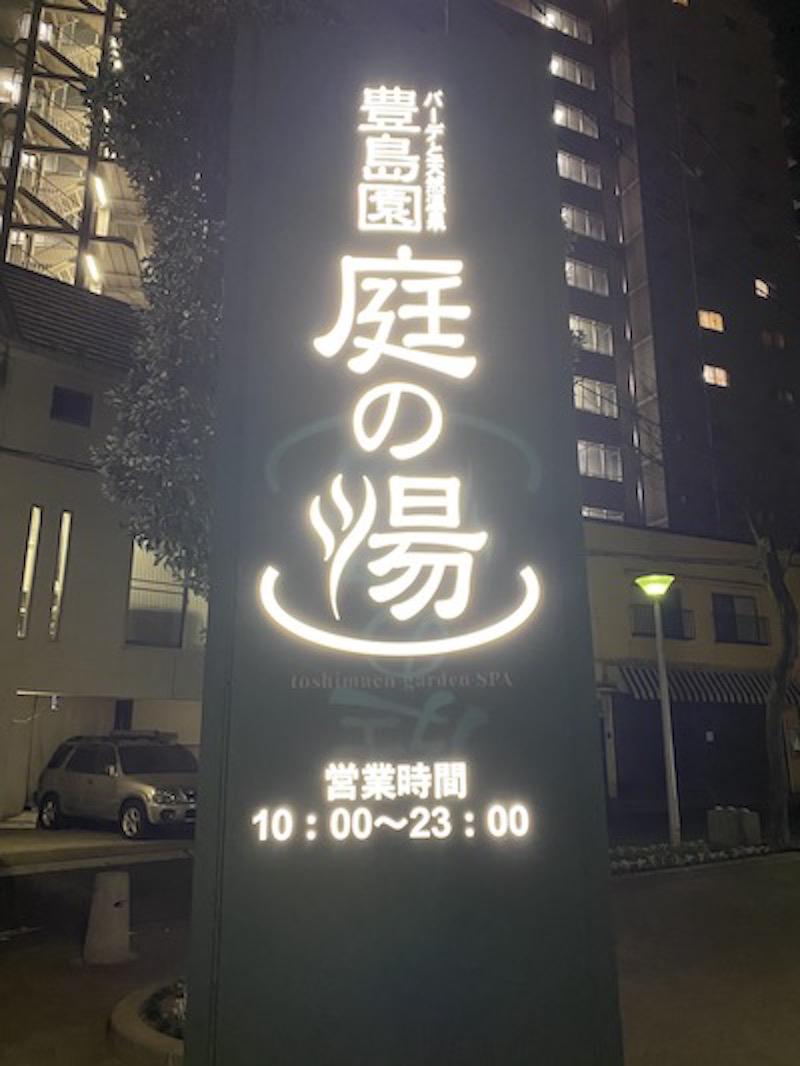 バーデと天然温泉
豊島園
庭の湯
toshimaen garden SPA
営業時間
10：00～23：00